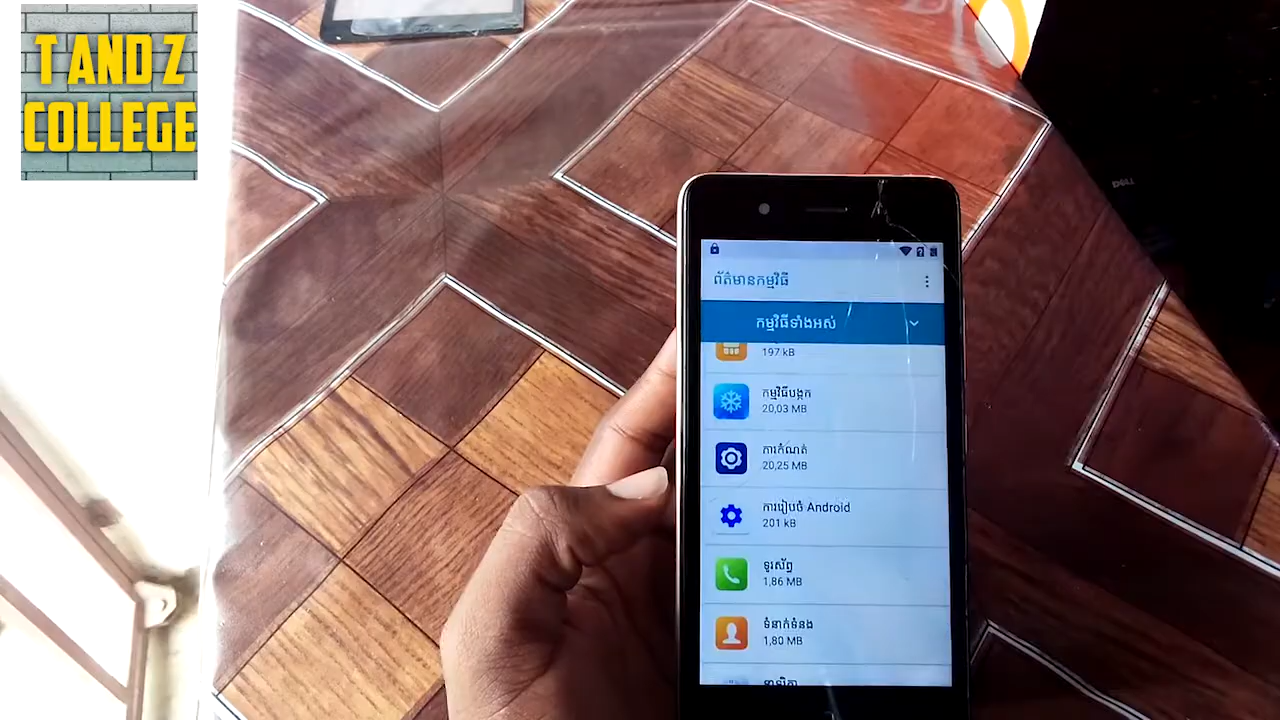 T AND Z
COLLEGE
DELL
ព័ត៌មានកម្មវិធី
កម្មវិធីទាំងអស់
197 kB
កម្មវិធីបង្កក
20,03 MB
ការកំណត់
20,25 MB
ការរៀបចំ Android
201 kB
ទូរស័ព្ទ
1,86 MB
ទំនាក់ទំនង
1,80 MB
នាឡិកា